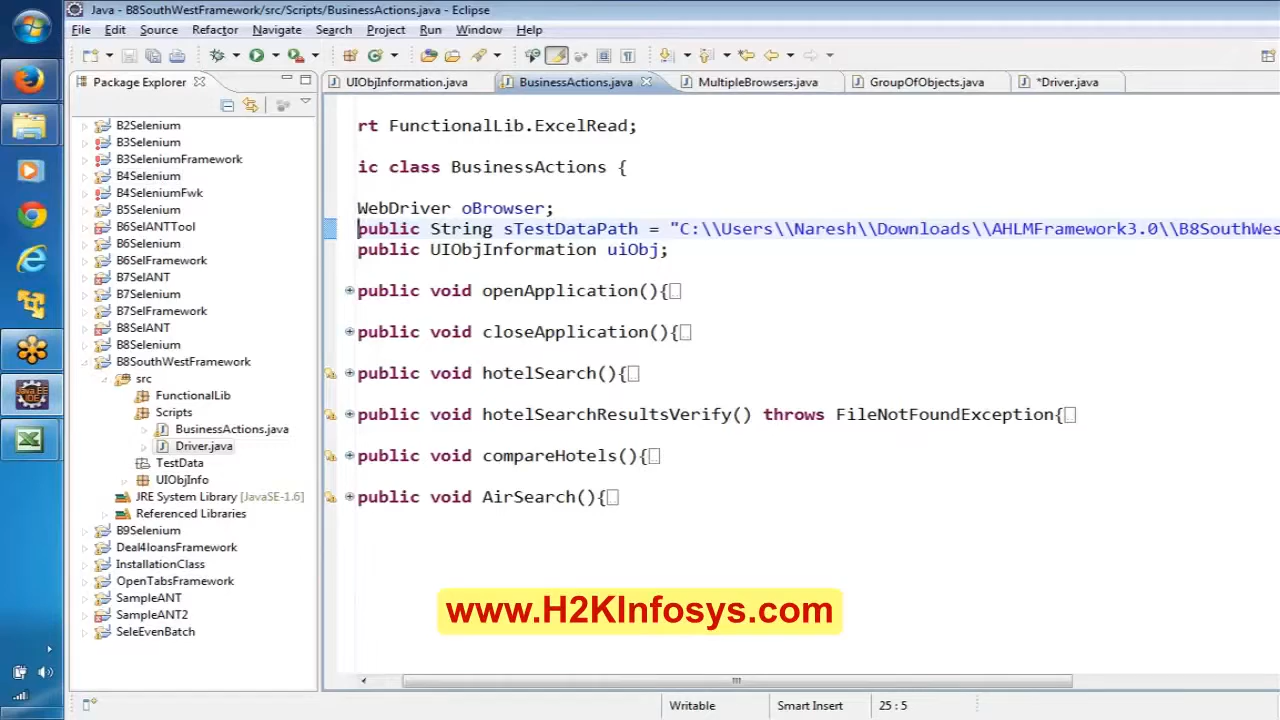 Java - B8SouthWestFramework/src/Scripts/BusinessActions.java - Eclipse
File Edit Source Refactor Navigate Search Project Run Window Help
Package Explorer
UIObjInformation.java BusinessActions.java MultipleBrowsers.java GroupOfObjects.java *Driver.java
B2Selenium
B3Selenium
B3SeleniumFramework
B4Selenium
B4SeleniumFwk
B5Selenium
B6SelANTTool
B6Selenium
B6SelFramework
B7SelANT
B7Selenium
B7SelFramework
B8SelANT
B8Selenium
B8SouthWestFramework
src
FunctionalLib
Scripts
BusinessActions.java
Driver.java
TestData
UIObjInfo
JRE System Library [JavaSE-1.6]
Referenced Libraries
B9Selenium
Deal4loansFramework
InstallationClass
OpenTabsFramework
SampleANT
SampleANT2
SeleEvenBatch
rt FunctionalLib.ExcelRead;
ic class BusinessActions {
WebDriver oBrowser;
public String sTestDataPath = "C:\\Users\\Naresh\\Downloads\\AHLMFramework3.0\\B8SouthWes
public UIObjInformation uiObj;
public void openApplication(){
public void closeApplication(){
public void hotelSearch(){
public void hotelSearchResultsVerify() throws FileNotFoundException{
public void compareHotels(){
public void AirSearch(){
www.H2KInfosys.com
Writable Smart Insert 25 : 5